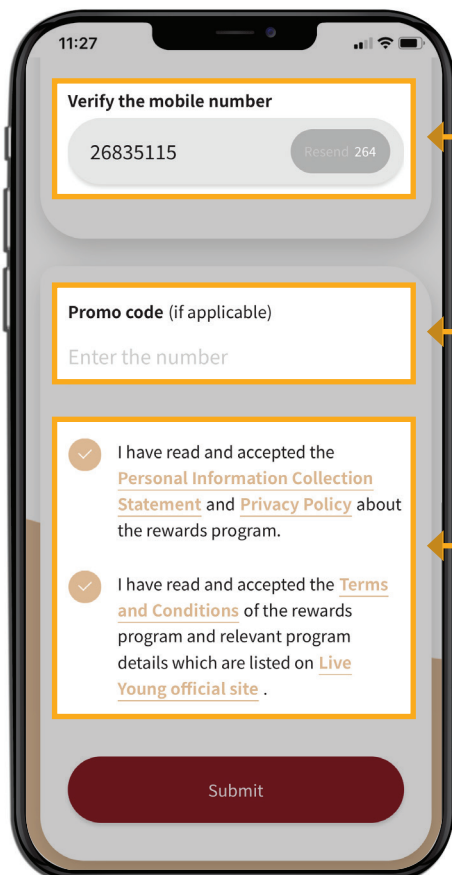 11:27
Verify the mobile number
26835115
Resend 264
Promo code (if applicable)
Enter the number
I have read and accepted the
Personal Information Collection
Statement and Privacy Policy about
the rewards program.
I have read and accepted the Terms
and Conditions of the rewards
program and relevant program
details which are listed on Live
Young official site .
Submit